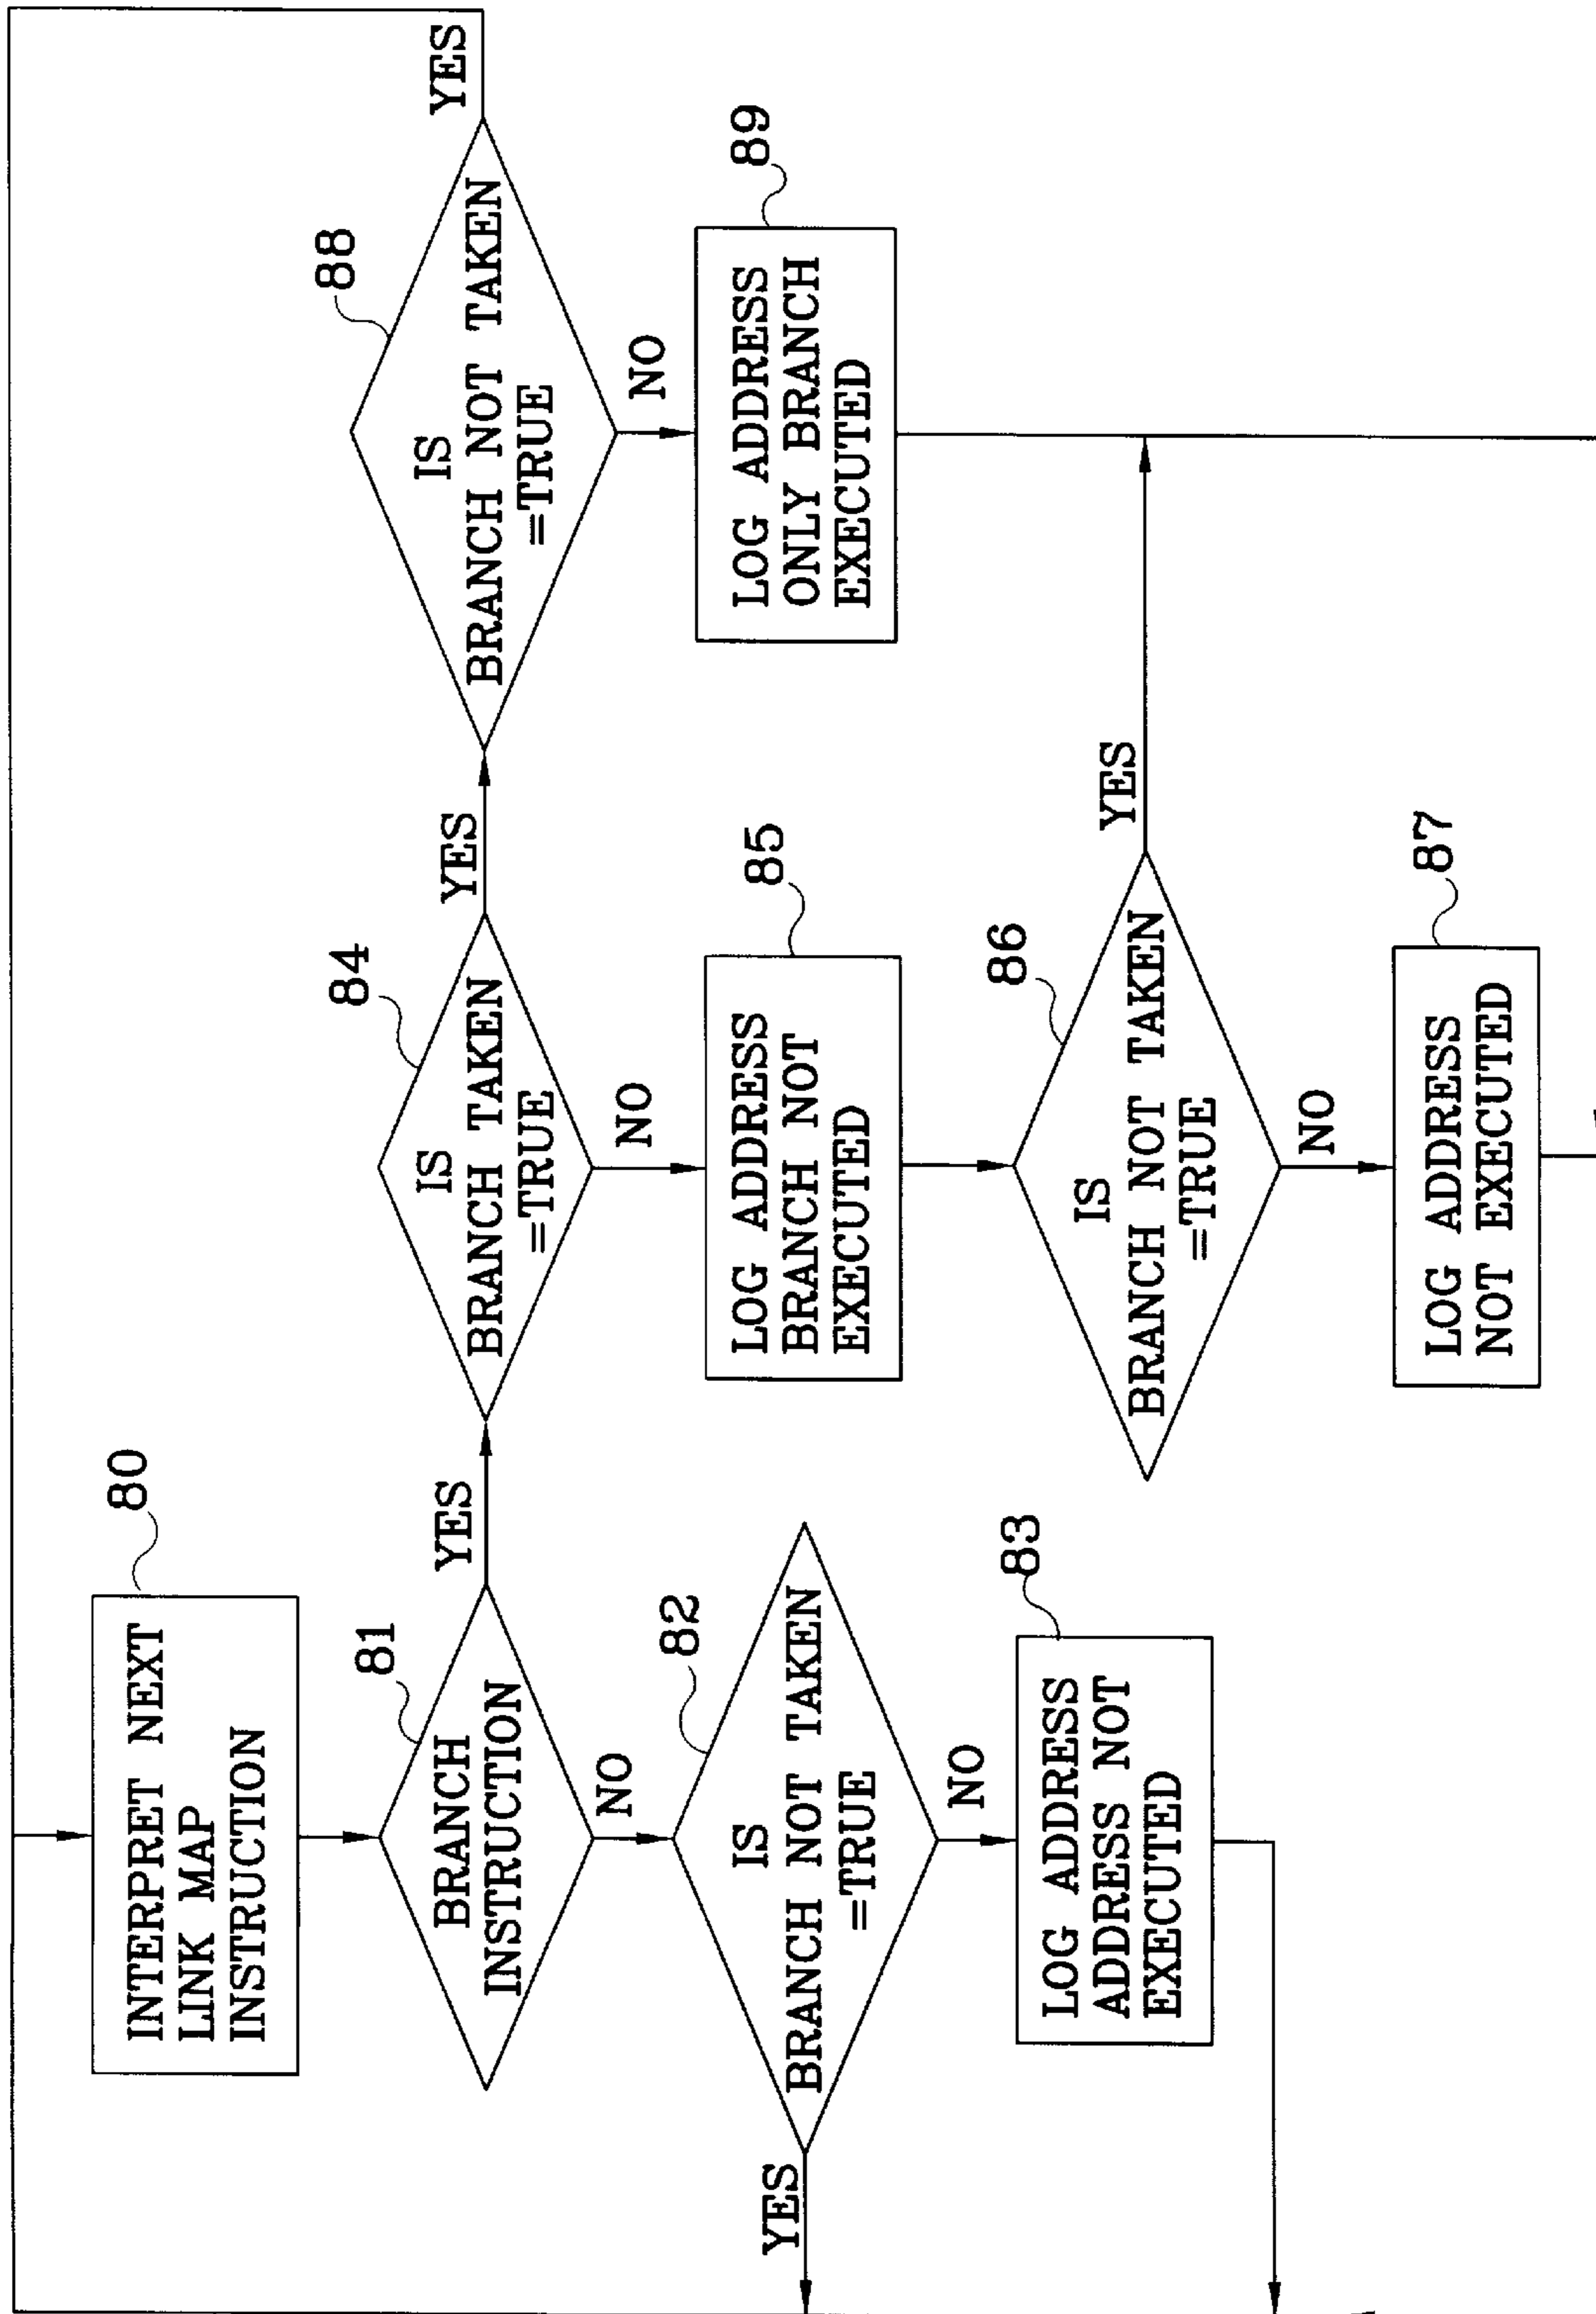 80
INTERPRET NEXT
LINK MAP
INSTRUCTION
81
BRANCH
INSTRUCTION
YES
NO
82
IS
BRANCH NOT TAKEN
=TRUE
YES
NO
83
LOG ADDRESS
ADDRESS NOT
EXECUTED
84
IS
BRANCH TAKEN
=TRUE
YES
NO
85
LOG ADDRESS
BRANCH NOT
EXECUTED
86
IS
BRANCH NOT TAKEN
=TRUE
YES
NO
87
LOG ADDRESS
NOT EXECUTED
88
IS
BRANCH NOT TAKEN
=TRUE
YES
NO
89
LOG ADDRESS
ONLY BRANCH
EXECUTED